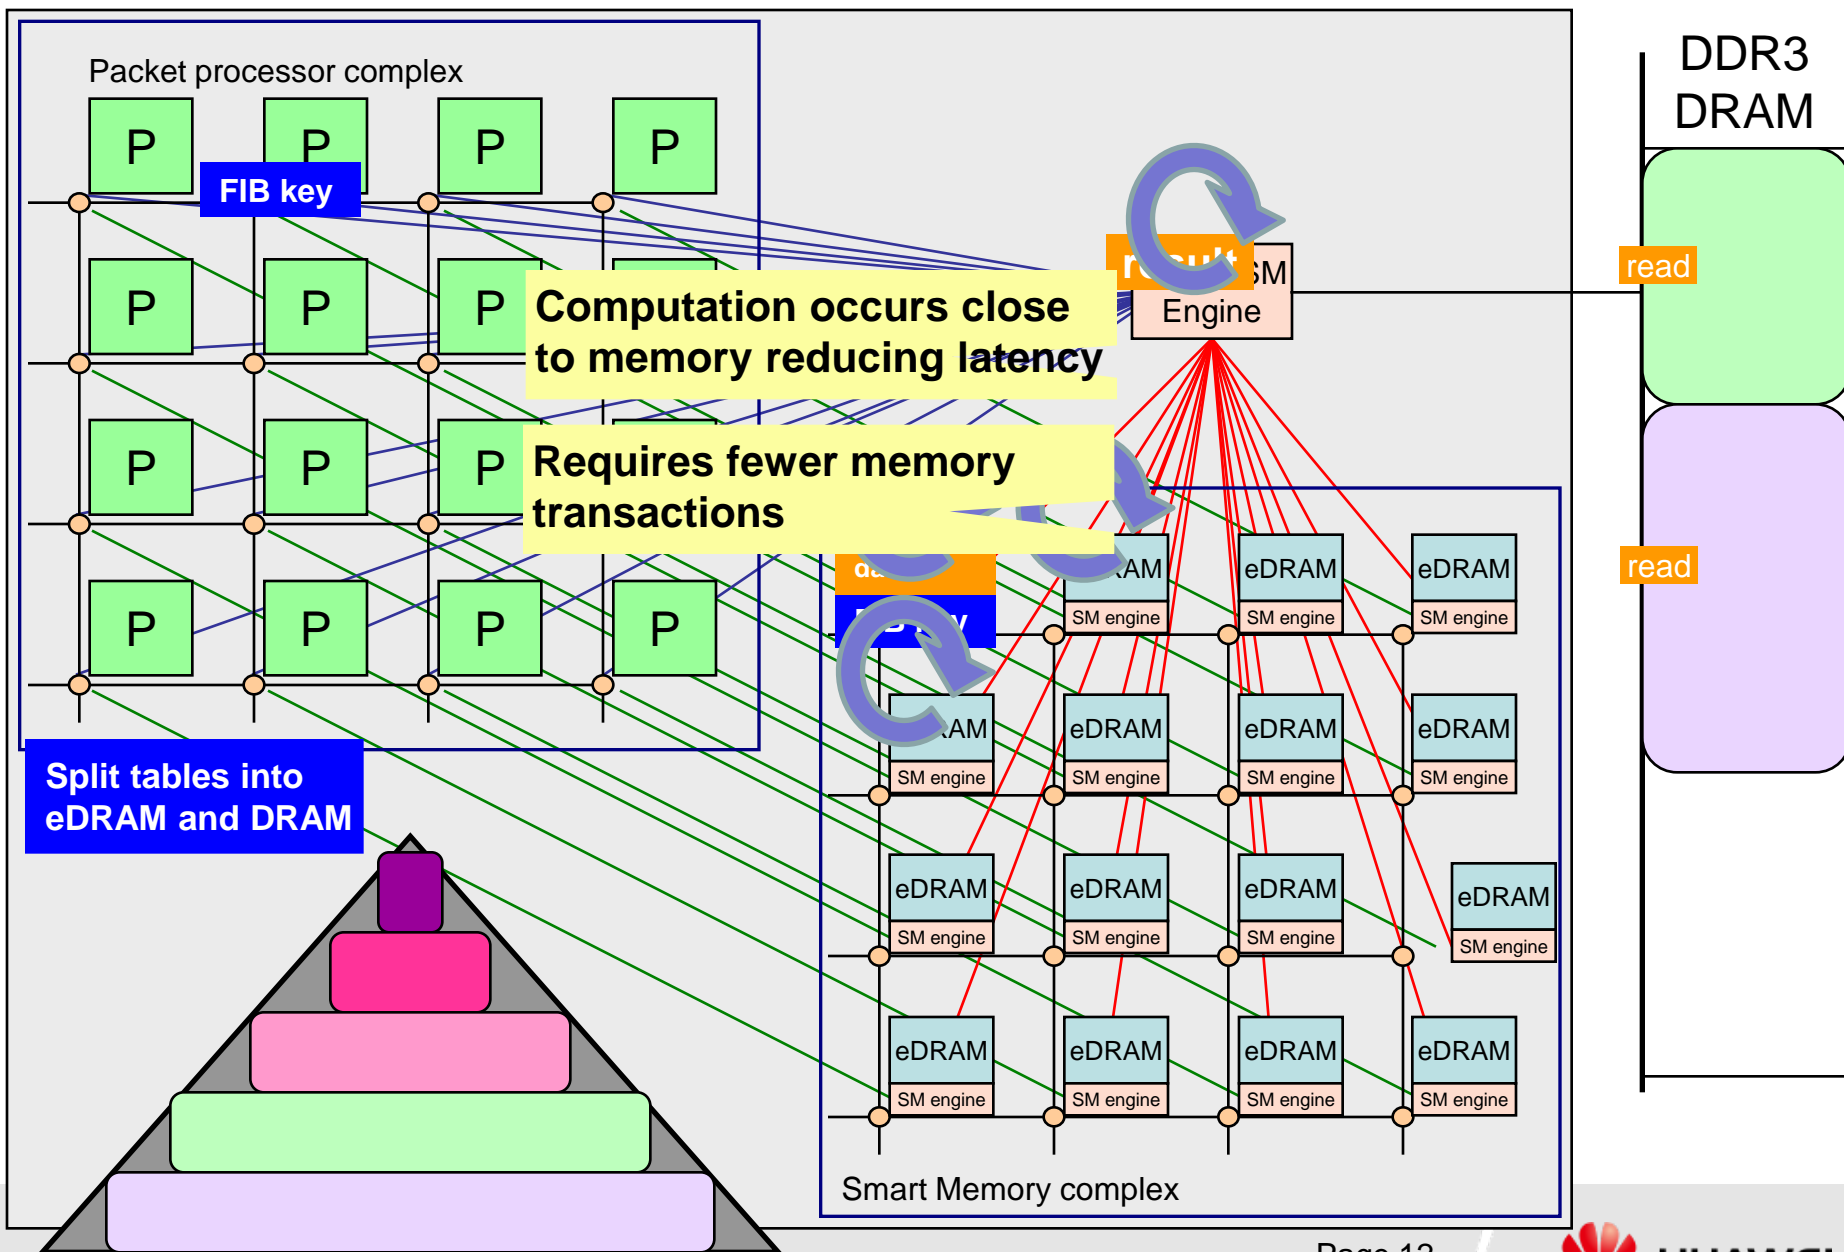 Packet processor complex
P P P P
FIB key
P P P
P P P
P P P P
DDR3
DRAM
read
read
SM
Engine
Computation occurs close
to memory reducing latency
Requires fewer memory
transactions
Split tables into
eDRAM and DRAM
eDRAM eDRAM
SM engine SM engine SM engine
eDRAM eDRAM eDRAM
SM engine SM engine SM engine SM engine
eDRAM eDRAM eDRAM eDRAM
SM engine SM engine SM engine SM engine
eDRAM eDRAM eDRAM eDRAM
SM engine SM engine SM engine SM engine
Smart Memory complex